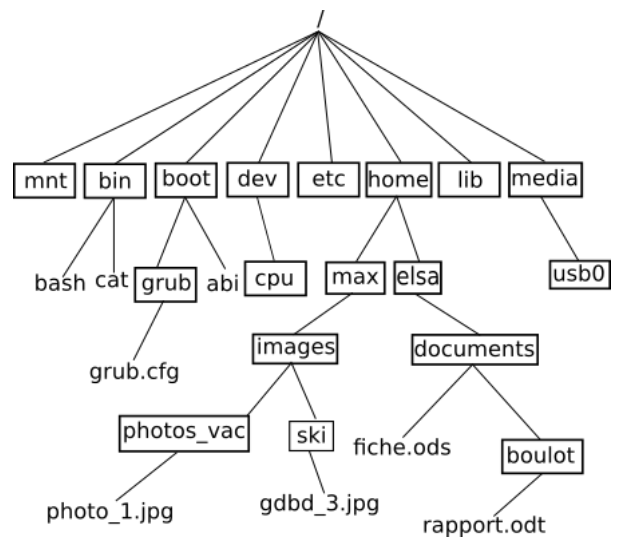 /
mnt bin boot dev etc home lib media
bash cat grub abi cpu max elsa usb0
grub.cfg images documents
photos_vac ski fiche.ods boulot
photo_1.jpg gdbd_3.jpg rapport.odt